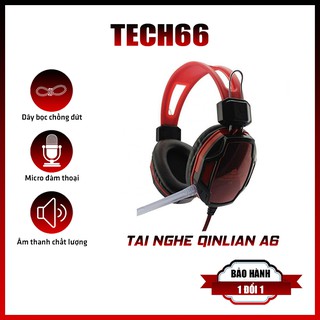 TECH66
Dây bọc chống đứt
Micro đàm thoại
Âm thanh chất lượng
TAI NGHE QINLIAN A6
BẢO HÀNH
1 ĐỔI 1